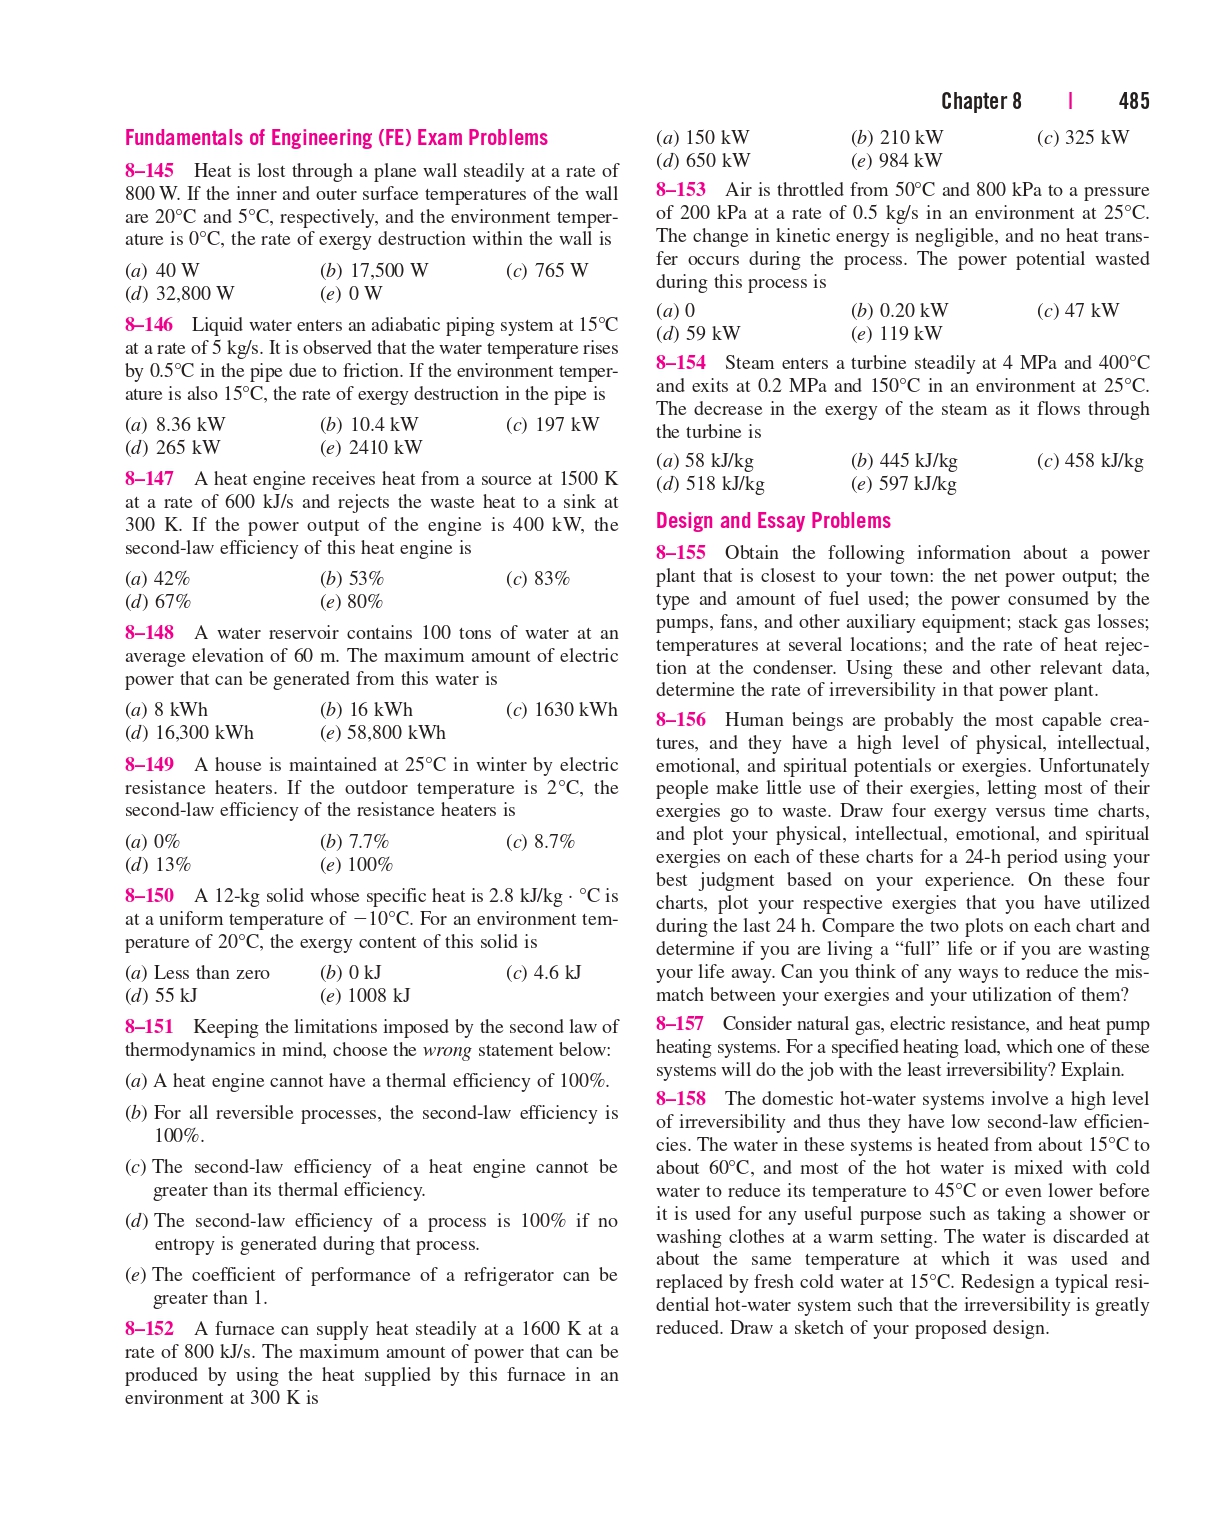 Chapter 8 | 485
Fundamentals of Engineering (FE) Exam Problems
8–145 Heat is lost through a plane wall steadily at a rate of
800 W. If the inner and outer surface temperatures of the wall
are 20°C and 5°C, respectively, and the environment temper-
ature is 0°C, the rate of exergy destruction within the wall is
(a) 40 W (b) 17,500 W (c) 765 W
(d) 32,800 W (e) 0 W
8–146 Liquid water enters an adiabatic piping system at 15°C
at a rate of 5 kg/s. It is observed that the water temperature rises
by 0.5°C in the pipe due to friction. If the environment temper-
ature is also 15°C, the rate of exergy destruction in the pipe is
(a) 8.36 kW (b) 10.4 kW (c) 197 kW
(d) 265 kW (e) 2410 kW
8–147 A heat engine receives heat from a source at 1500 K
at a rate of 600 kJ/s and rejects the waste heat to a sink at
300 K. If the power output of the engine is 400 kW, the
second-law efficiency of this heat engine is
(a) 42% (b) 53% (c) 83%
(d) 67% (e) 80%
8–148 A water reservoir contains 100 tons of water at an
average elevation of 60 m. The maximum amount of electric
power that can be generated from this water is
(a) 8 kWh (b) 16 kWh (c) 1630 kWh
(d) 16,300 kWh (e) 58,800 kWh
8–149 A house is maintained at 25°C in winter by electric
resistance heaters. If the outdoor temperature is 2°C, the
second-law efficiency of the resistance heaters is
(a) 0% (b) 7.7% (c) 8.7%
(d) 13% (e) 100%
8–150 A 12-kg solid whose specific heat is 2.8 kJ/kg · °C is
at a uniform temperature of −10°C. For an environment tem-
perature of 20°C, the exergy content of this solid is
(a) Less than zero (b) 0 kJ (c) 4.6 kJ
(d) 55 kJ (e) 1008 kJ
8–151 Keeping the limitations imposed by the second law of
thermodynamics in mind, choose the wrong statement below:
(a) A heat engine cannot have a thermal efficiency of 100%.
(b) For all reversible processes, the second-law efficiency is
100%.
(c) The second-law efficiency of a heat engine cannot be
greater than its thermal efficiency.
(d) The second-law efficiency of a process is 100% if no
entropy is generated during that process.
(e) The coefficient of performance of a refrigerator can be
greater than 1.
8–152 A furnace can supply heat steadily at a 1600 K at a
rate of 800 kJ/s. The maximum amount of power that can be
produced by using the heat supplied by this furnace in an
environment at 300 K is
(a) 150 kW (b) 210 kW (c) 325 kW
(d) 650 kW (e) 984 kW
8–153 Air is throttled from 50°C and 800 kPa to a pressure
of 200 kPa at a rate of 0.5 kg/s in an environment at 25°C.
The change in kinetic energy is negligible, and no heat trans-
fer occurs during the process. The power potential wasted
during this process is
(a) 0 (b) 0.20 kW (c) 47 kW
(d) 59 kW (e) 119 kW
8–154 Steam enters a turbine steadily at 4 MPa and 400°C
and exits at 0.2 MPa and 150°C in an environment at 25°C.
The decrease in the exergy of the steam as it flows through
the turbine is
(a) 58 kJ/kg (b) 445 kJ/kg (c) 458 kJ/kg
(d) 518 kJ/kg (e) 597 kJ/kg
Design and Essay Problems
8–155 Obtain the following information about a power
plant that is closest to your town: the net power output; the
type and amount of fuel used; the power consumed by the
pumps, fans, and other auxiliary equipment; stack gas losses;
temperatures at several locations; and the rate of heat rejec-
tion at the condenser. Using these and other relevant data,
determine the rate of irreversibility in that power plant.
8–156 Human beings are probably the most capable crea-
tures, and they have a high level of physical, intellectual,
emotional, and spiritual potentials or exergies. Unfortunately
people make little use of their exergies, letting most of their
exergies go to waste. Draw four exergy versus time charts,
and plot your physical, intellectual, emotional, and spiritual
exergies on each of these charts for a 24-h period using your
best judgment based on your experience. On these four
charts, plot your respective exergies that you have utilized
during the last 24 h. Compare the two plots on each chart and
determine if you are living a “full” life or if you are wasting
your life away. Can you think of any ways to reduce the mis-
match between your exergies and your utilization of them?
8–157 Consider natural gas, electric resistance, and heat pump
heating systems. For a specified heating load, which one of these
systems will do the job with the least irreversibility? Explain.
8–158 The domestic hot-water systems involve a high level
of irreversibility and thus they have low second-law efficien-
cies. The water in these systems is heated from about 15°C to
about 60°C, and most of the hot water is mixed with cold
water to reduce its temperature to 45°C or even lower before
it is used for any useful purpose such as taking a shower or
washing clothes at a warm setting. The water is discarded at
about the same temperature at which it was used and
replaced by fresh cold water at 15°C. Redesign a typical resi-
dential hot-water system such that the irreversibility is greatly
reduced. Draw a sketch of your proposed design.